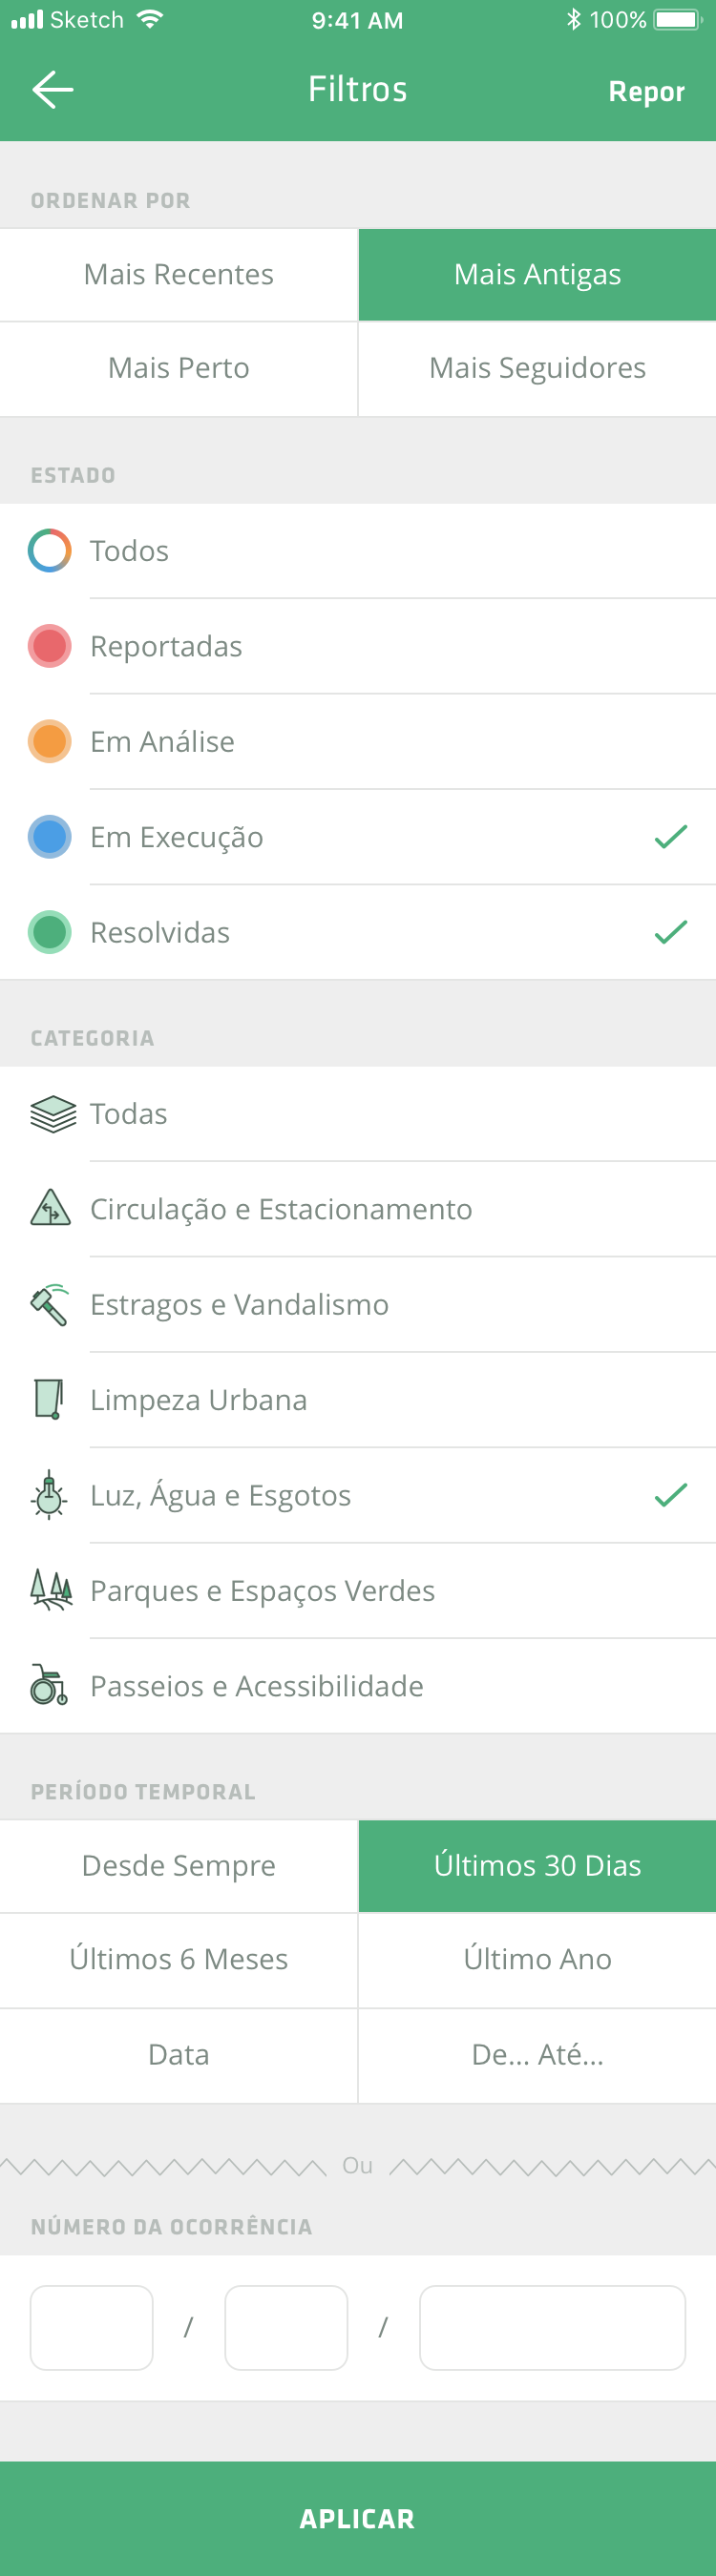 Sketch 9:41 AM 100%
Filtros Repor
ORDENAR POR
Mais Recentes Mais Antigas
Mais Perto Mais Seguidores
ESTADO
Todos
Reportadas
Em Análise
Em Execução
Resolvidas
CATEGORIA
Todas
Circulação e Estacionamento
Estragos e Vandalismo
Limpeza Urbana
Luz, Água e Esgotos
Parques e Espaços Verdes
Passeios e Acessibilidade
PERÍODO TEMPORAL
Desde Sempre Últimos 30 Dias
Últimos 6 Meses Último Ano
Data De... Até...
Ou
NÚMERO DA OCORRÊNCIA
/ /
APLICAR